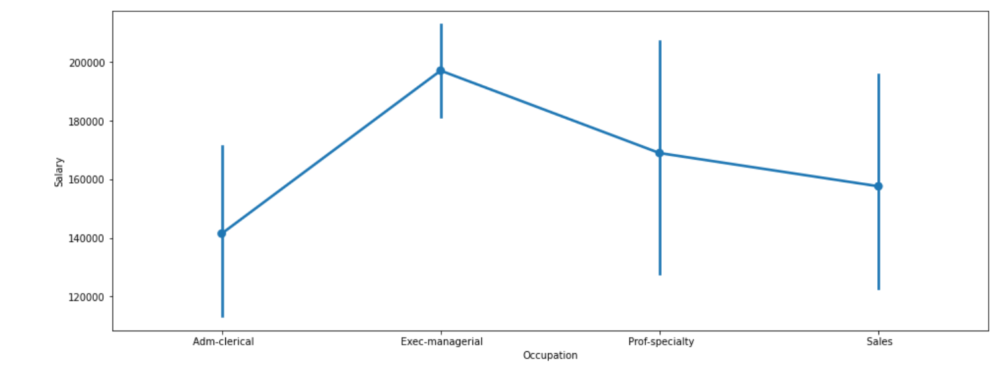 200000
180000
160000
140000
120000
Salary
Adm-clerical
Exec-managerial
Prof-specialty
Sales
Occupation